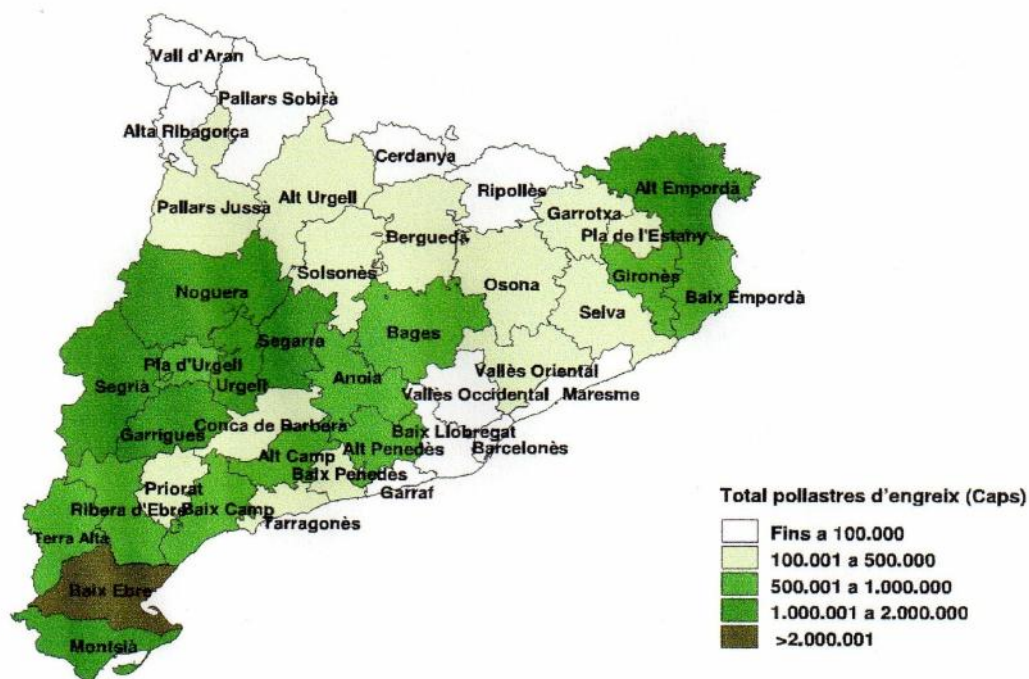 Vall d'Aran
Pallars Sobirà
Alta Ribagorça
Cerdanya
Ripollès
Alt Empordà
Alt Urgell
Pallars Jussà
Garrotxa
Berguedà
Pla de l'Estany
Solsonès
Gironès
Osona
Noguera
Baix Empordà
Selva
Bages
Segarra
Pla d'Urgell
Vallès Oriental
Anoia
Segrià
Urgell
Vallès Occidental
Maresme
Conca de Barberà
Garrigues
Baix Llobregat
Alt Penedès
Barcelonès
Alt Camp
Baix Penedès
Priorat
Garraf
Ribera d'Ebre
Baix Camp
Tarragonès
Terra Alta
Baix Ebre
Montsià
Total pollastres d'engreix (Caps)
Fins a 100.000
100.001 a 500.000
500.001 a 1.000.000
1.000.001 a 2.000.000
>2.000.001